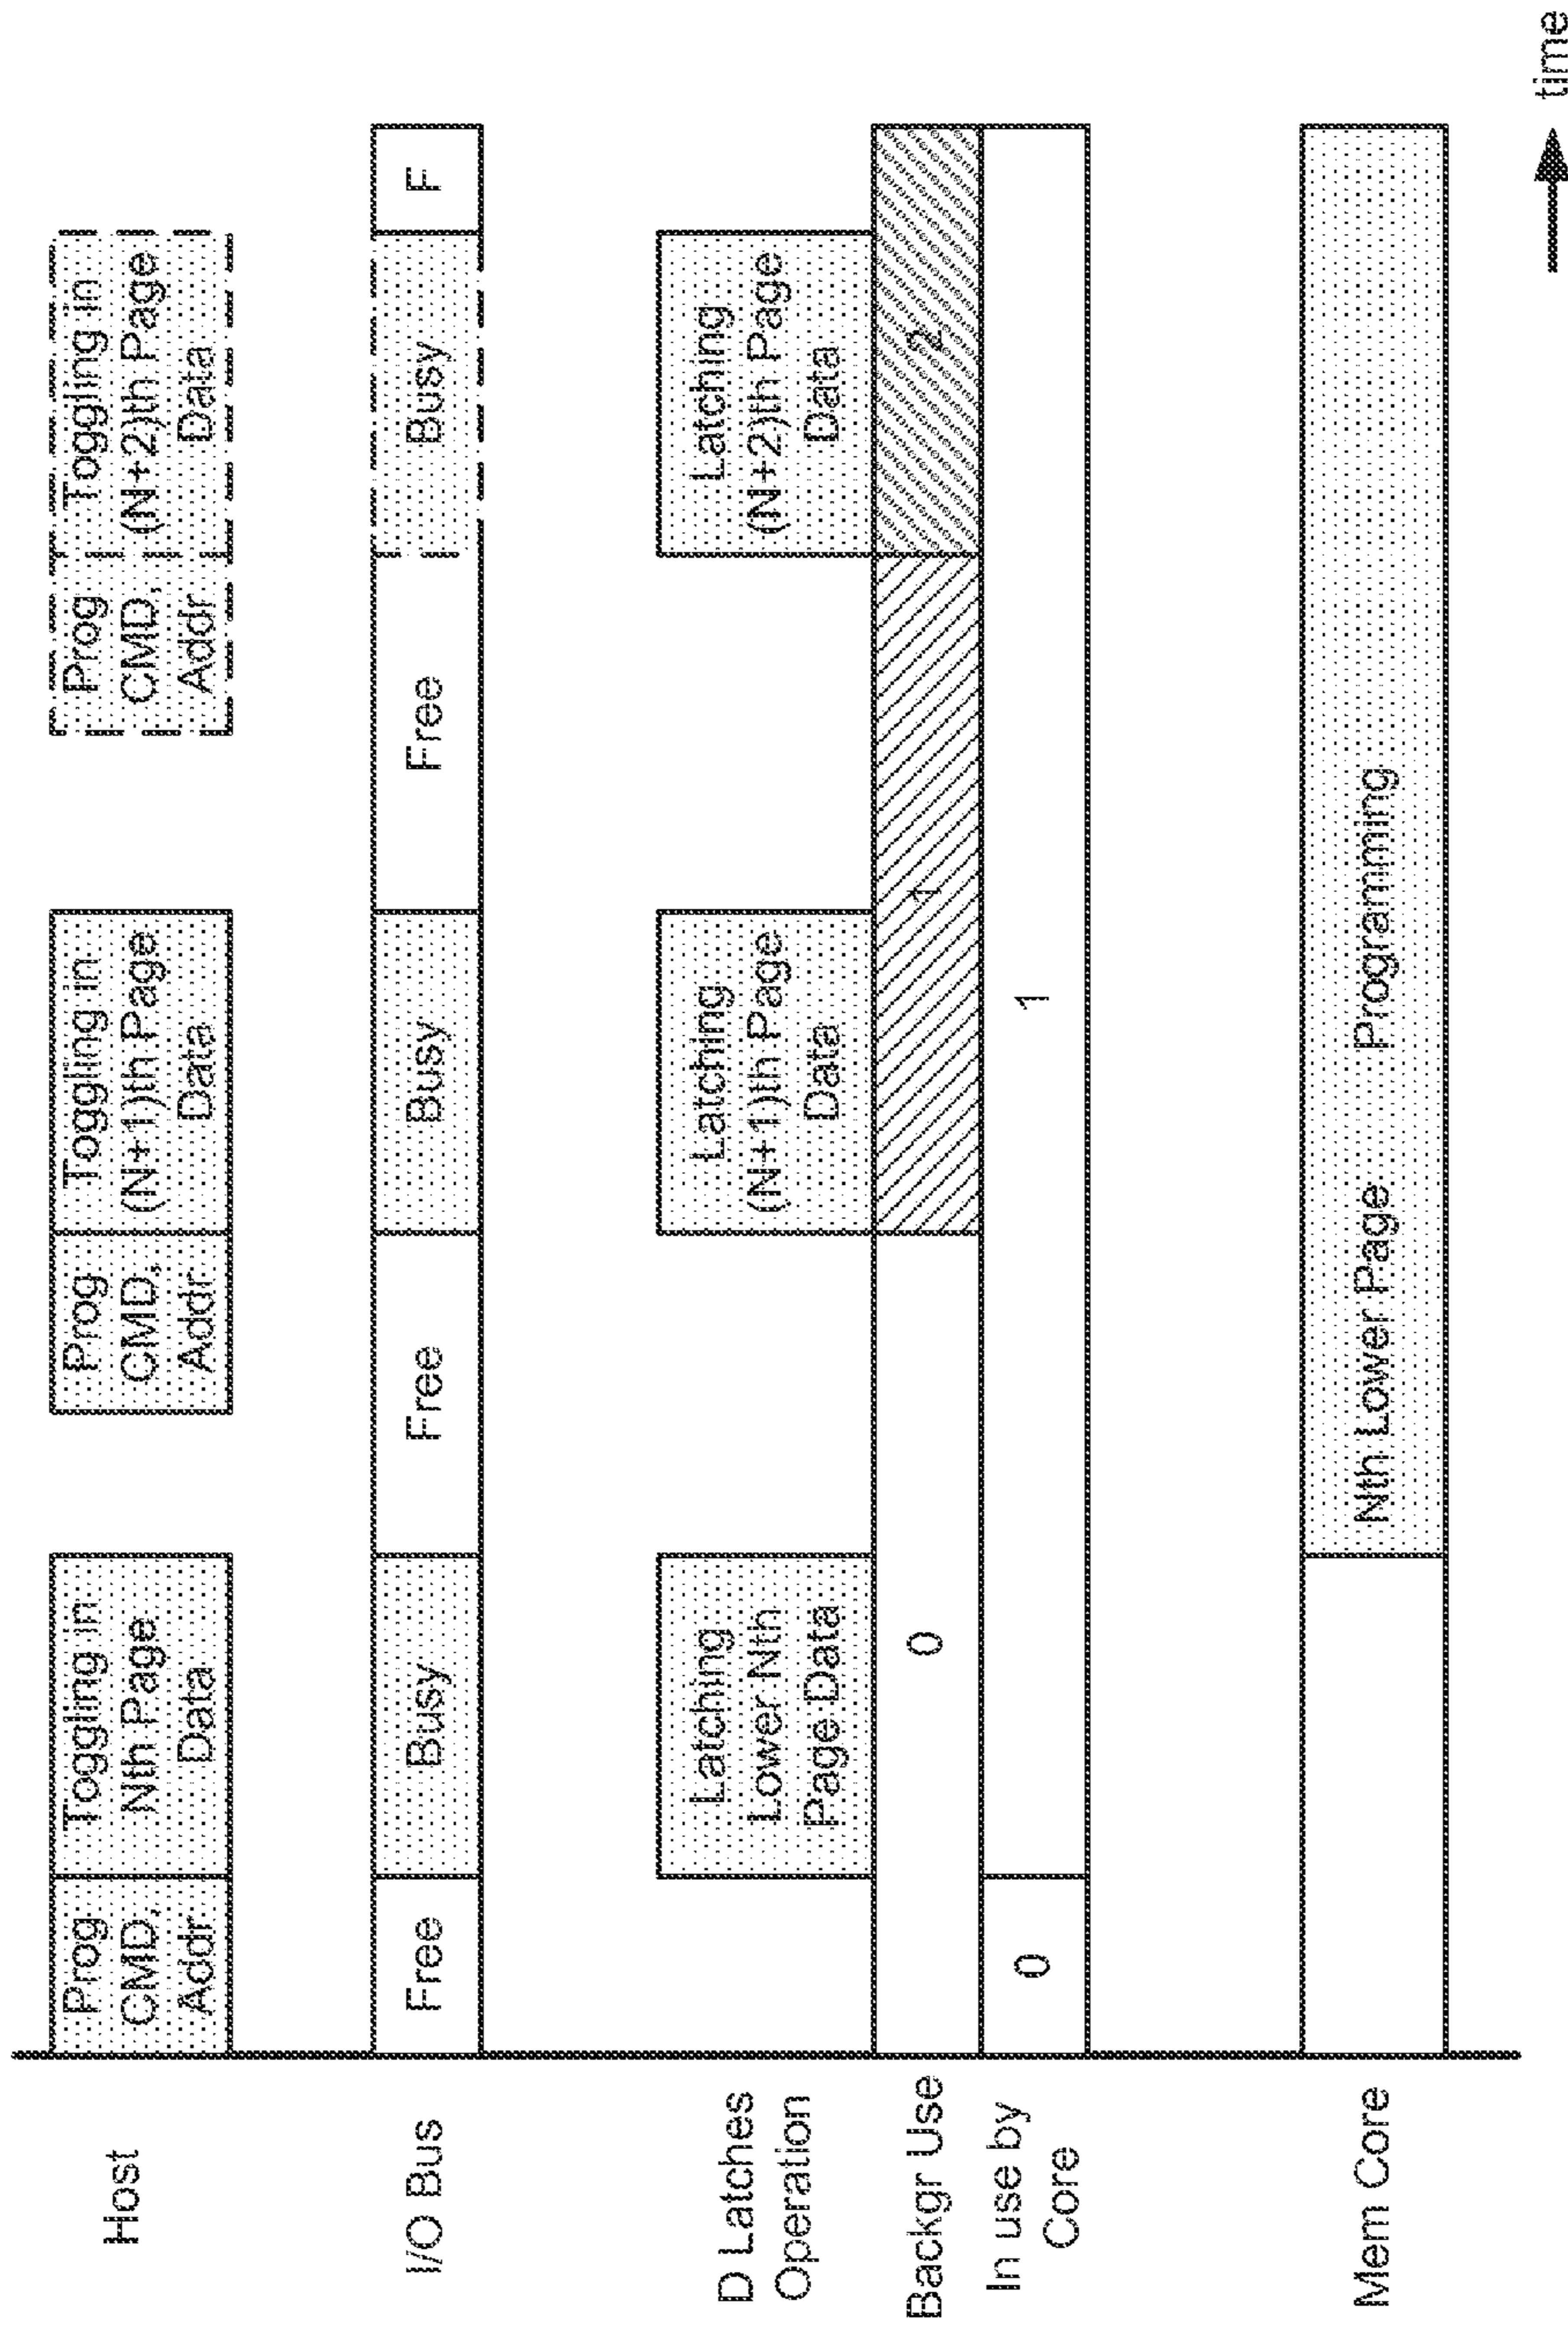 Host
Prog
CMD,
Addr
Toggling in
Nth Page
Data
Prog
CMD,
Addr
Toggling in
(N+1)th Page
Data
Prog
CMD,
Addr
Toggling in
(N+2)th Page
Data
I/O Bus
Free
Busy
Free
Busy
Free
Busy
F
D Latches
Operation
Latching
Lower Nth
Page Data
Latching
(N+1)th Page
Data
Latching
(N+2)th Page
Data
Backgr Use
0
1
2
In use by
Core
0
1
Mem Core
Nth Lower Page Programming
time